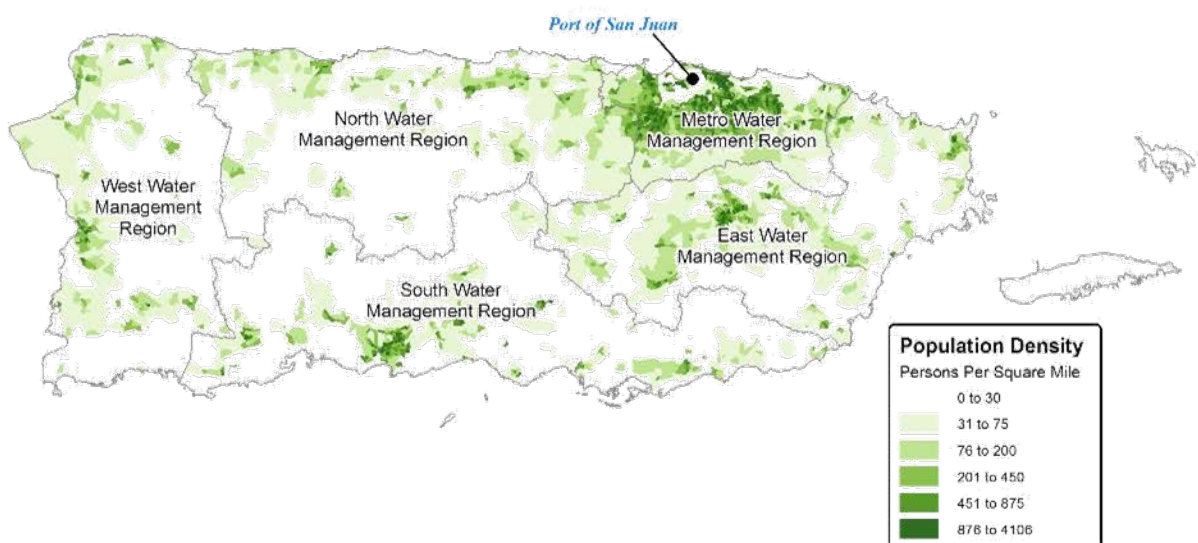 Port of San Juan
North Water
Management Region
Metro Water
Management Region
West Water
Management
Region
East Water
Management Region
South Water
Management Region
Population Density
Persons Per Square Mile
0 to 30
31 to 75
76 to 200
201 to 450
451 to 875
876 to 4106